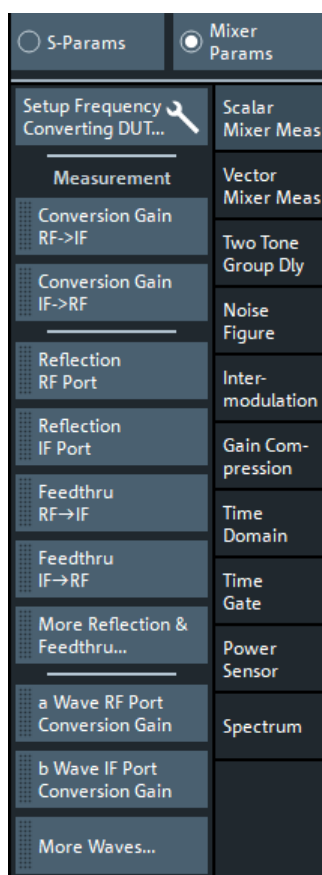 S-Params
Mixer
Params
Setup Frequency
Converting DUT...
Measurement
Conversion Gain
RF->IF
Conversion Gain
IF->RF
Reflection
RF Port
Reflection
IF Port
Feedthru
RF→IF
Feedthru
IF→RF
More Reflection &
Feedthru...
a Wave RF Port
Conversion Gain
b Wave IF Port
Conversion Gain
More Waves...
Scalar
Mixer Meas
Vector
Mixer Meas
Two Tone
Group Dly
Noise
Figure
Inter-
modulation
Gain Com-
pression
Time
Domain
Time
Gate
Power
Sensor
Spectrum